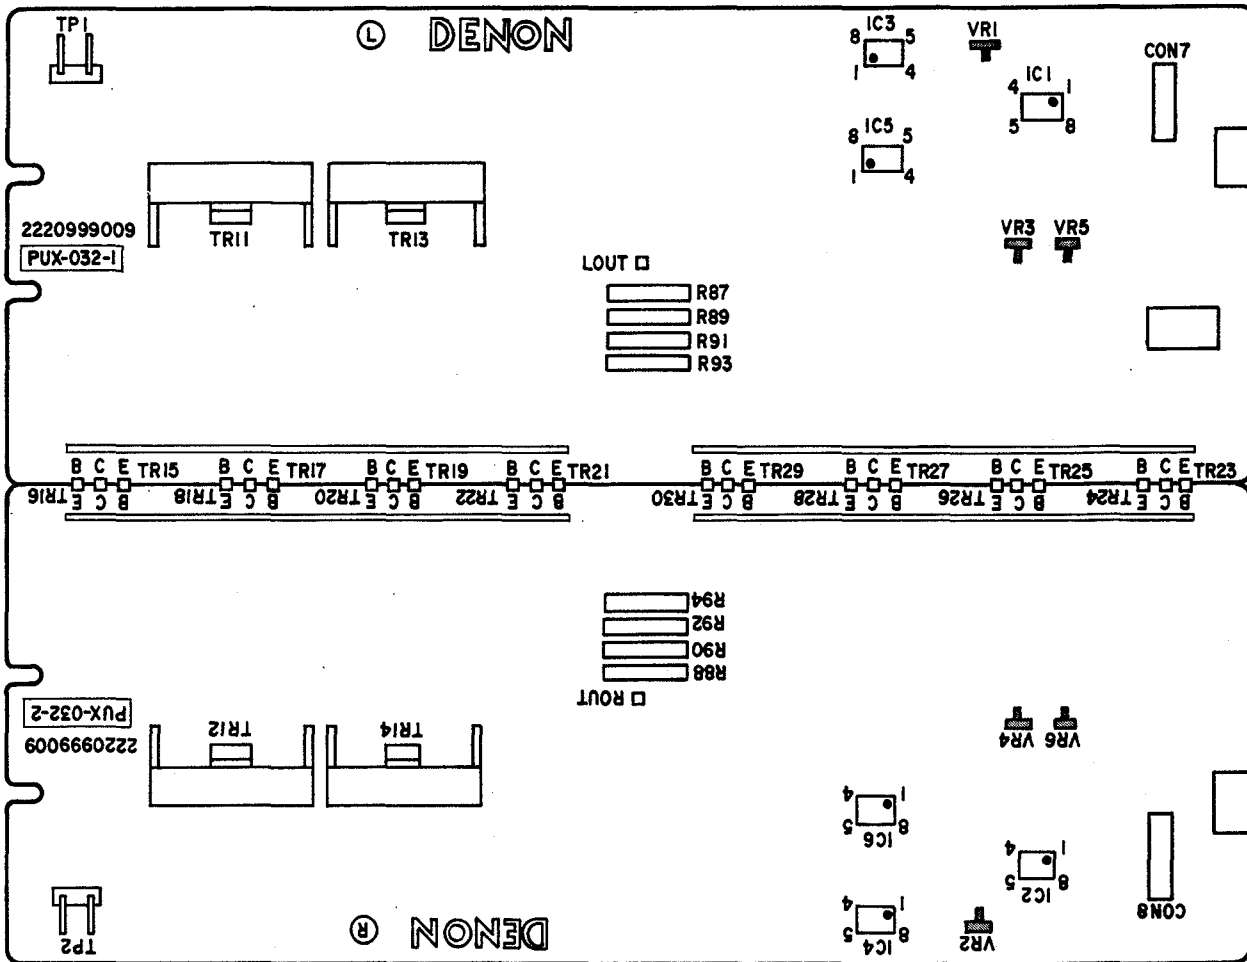 TP1
L DENON
IC3
8 5
1 4
VR1
IC1
4 1
5 8
CON7
IC5
8 5
1 4
2220999009
PUX-032-1
TR11
TR13
VR3 VR5
LOUT
R87
R89
R91
R93
B C E TR15 B C E TR17 B C E TR19 B C E TR21 B C E TR29 B C E TR27 B C E TR25 B C E TR23
TR16 E C B TR18 E C B TR20 E C B TR22 E C B TR30 E C B TR28 E C B TR26 E C B TR24 E C B
R94
R92
R90
R88
ROUT
PUX-032-2
2220999009
TR12
TR14
VR4 VR6
4 1
5 8
IC6
4 1
5 8
IC2
4 1
5 8
IC4
VR2
CON8
TP2
R DENON